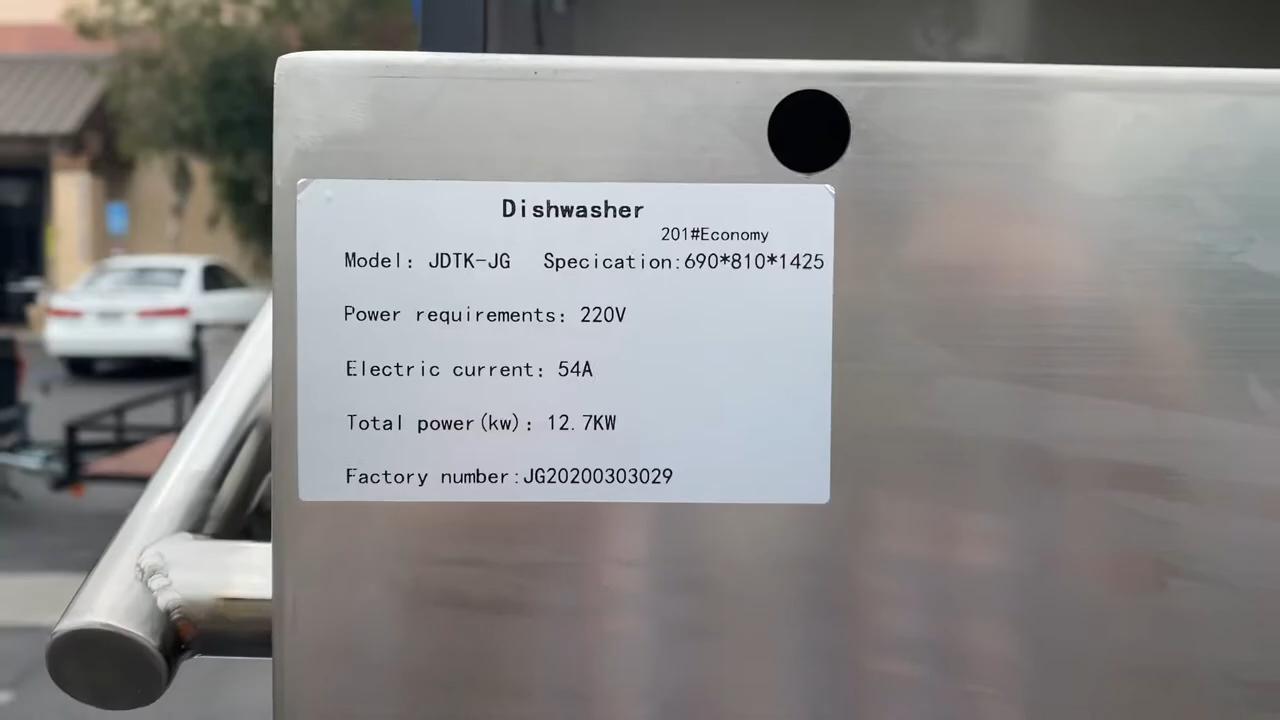 Dishwasher
201#Economy
Model: JDTK-JG Specication:690*810*1425
Power requirements: 220V
Electric current: 54A
Total power(kw): 12.7KW
Factory number:JG20200303029